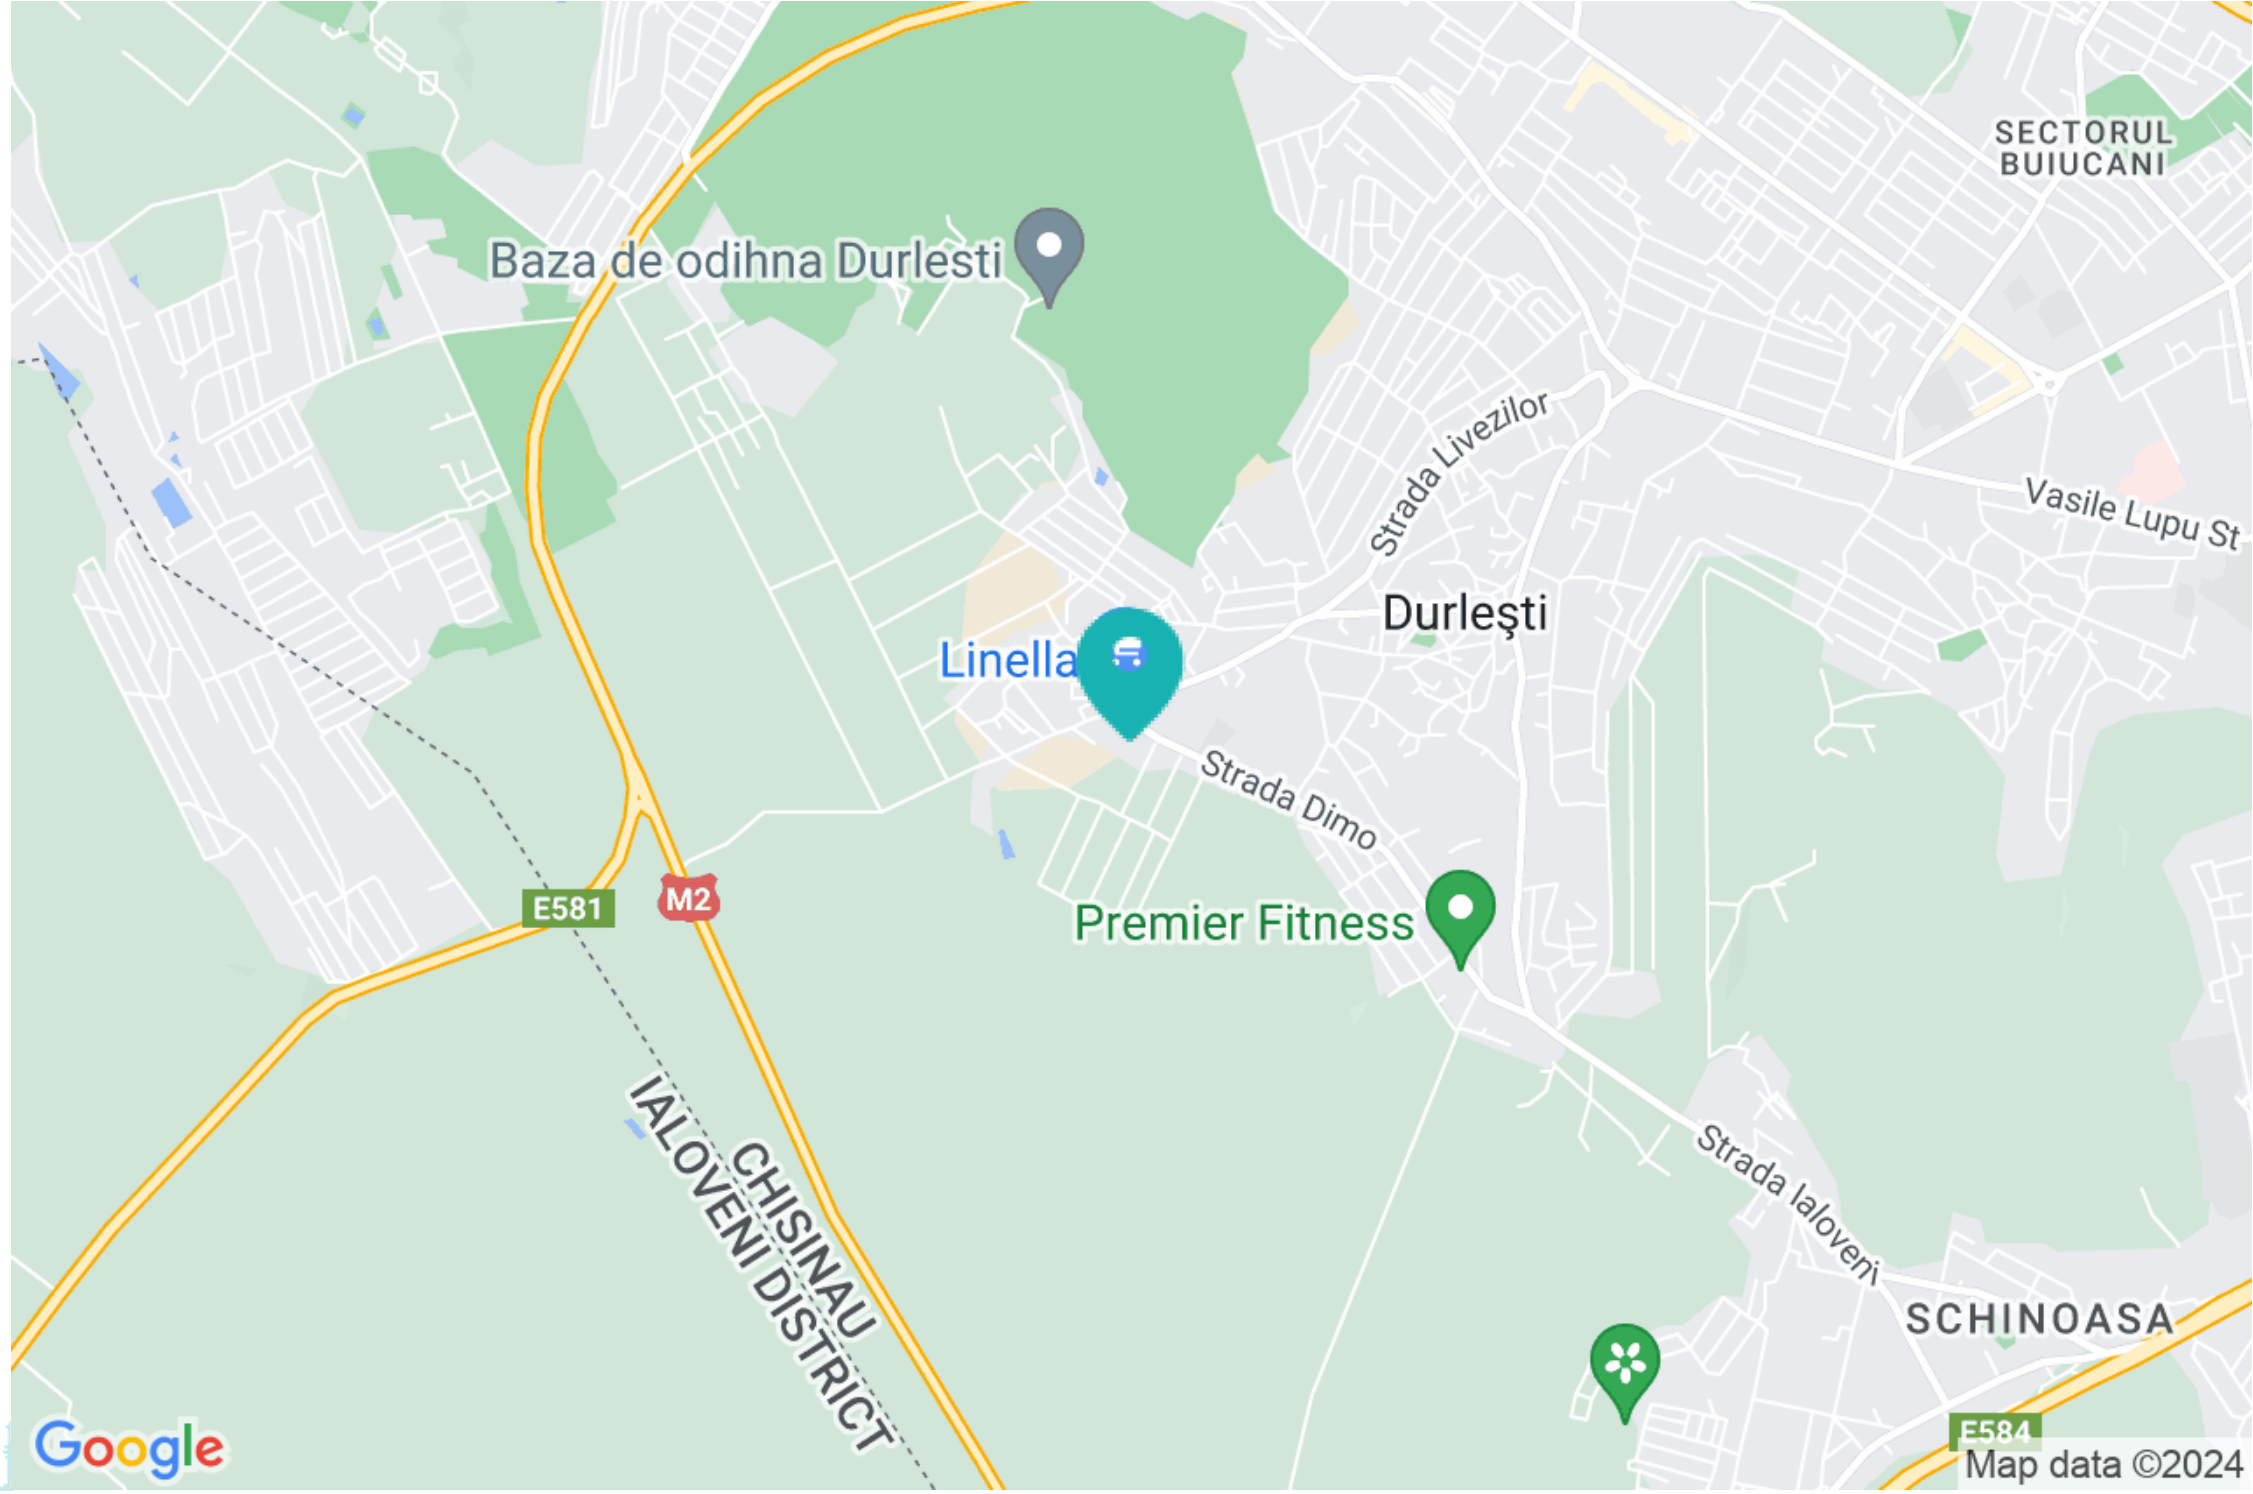 SECTORUL
BUIUCANI
Baza de odihna Durlesti
Strada Livezilor
Vasile Lupu St
Durleşti
Linella
Strada Dimo
E581
M2
Premier Fitness
IALOVENI DISTRICT
CHISINAU
Strada Ialoveni
SCHINOASA
E584
Google
Map data ©2024